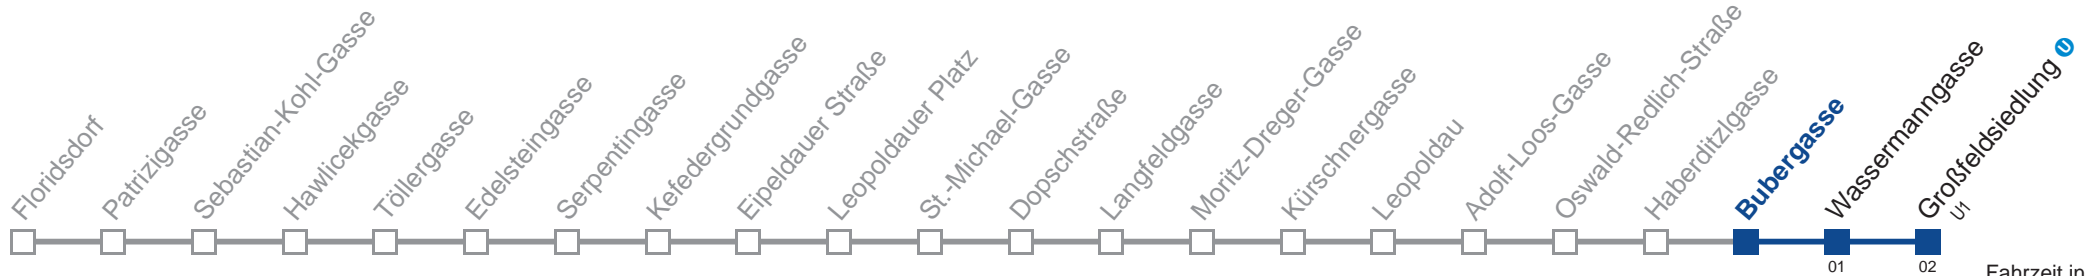 Floridsdorf
Patrizigasse
Sebastian-Kohl-Gasse
Hawlicekgasse
Töllergasse
Edelsteingasse
Serpentingasse
Kefedergrundgasse
Eipeldauer Straße
Leopoldauer Platz
St.-Michael-Gasse
Dopschstraße
Langfeldgasse
Moritz-Dreger-Gasse
Kürschnergasse
Leopoldau
Adolf-Loos-Gasse
Oswald-Redlich-Straße
Haberditzlgasse
Bubergasse
Wassermanngasse
Großfeldsiedlung U
U1
01
02
Fahrzeit in